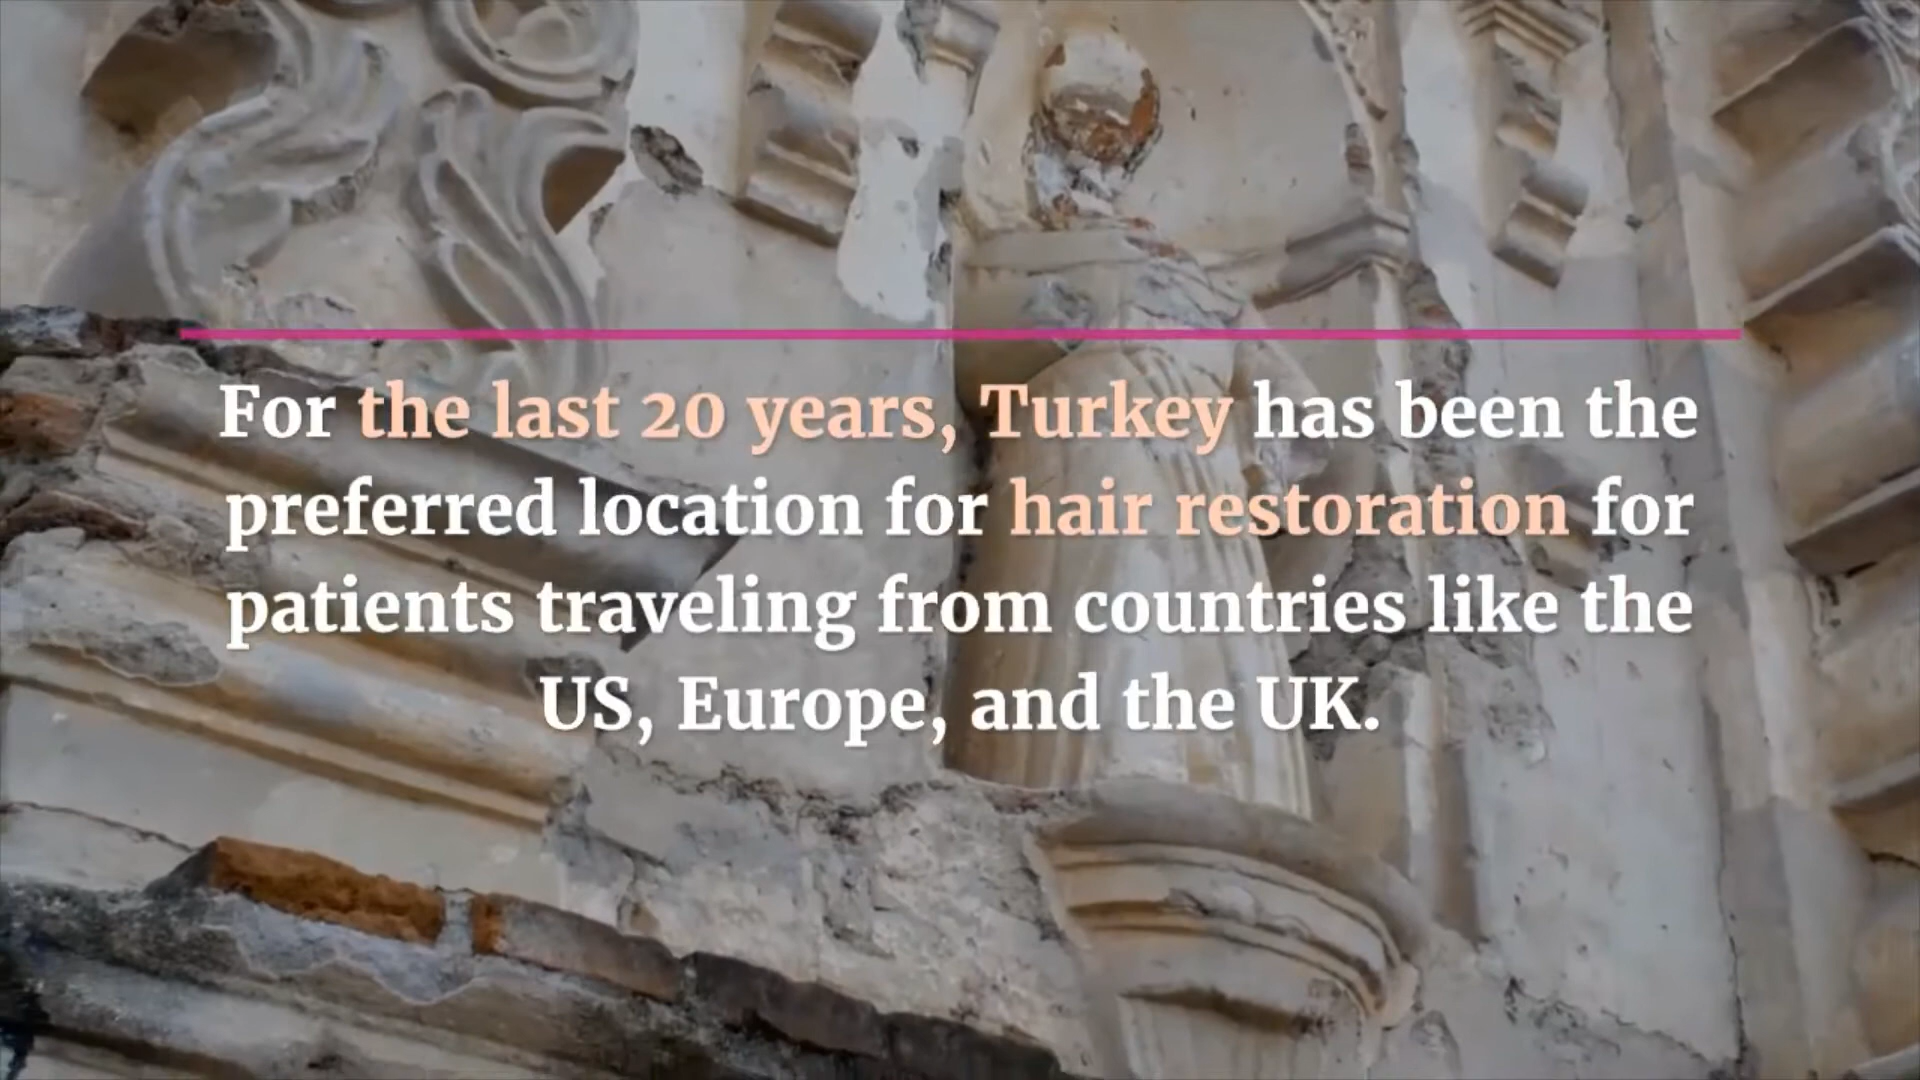 For the last 20 years, Turkey has been the
preferred location for hair restoration for
patients traveling from countries like the
US, Europe, and the UK.